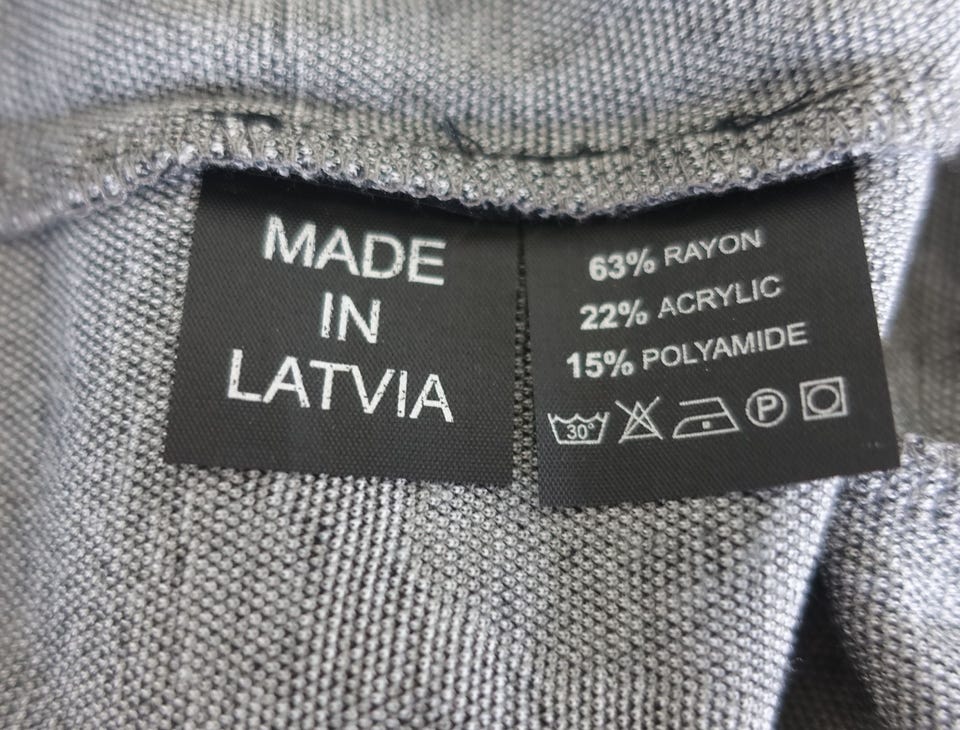 MADE
IN
LATVIA
63% RAYON
22% ACRYLIC
15% POLYAMIDE
30° P